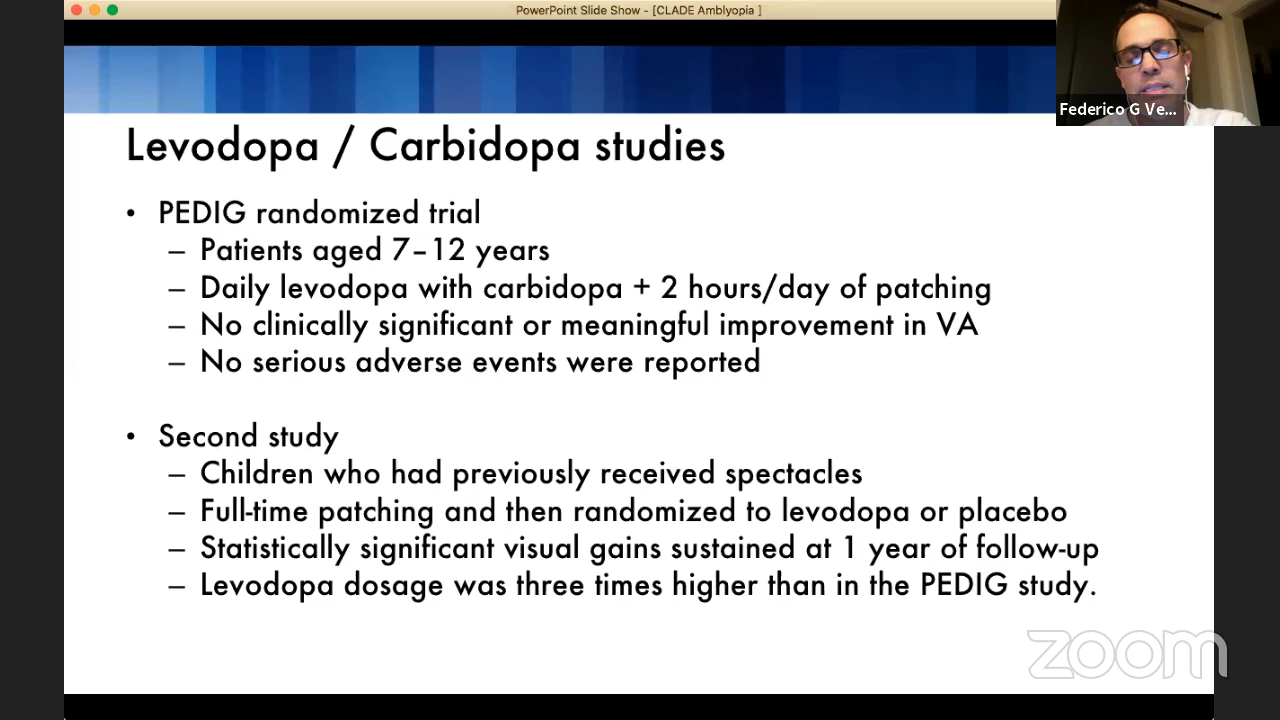 PowerPoint Slide Show - [CLADE Amblyopia ]
Federico G Ve...
Levodopa / Carbidopa studies
• PEDIG randomized trial
– Patients aged 7–12 years
– Daily levodopa with carbidopa + 2 hours/day of patching
– No clinically significant or meaningful improvement in VA
– No serious adverse events were reported
• Second study
– Children who had previously received spectacles
– Full-time patching and then randomized to levodopa or placebo
– Statistically significant visual gains sustained at 1 year of follow-up
– Levodopa dosage was three times higher than in the PEDIG study.
zoom